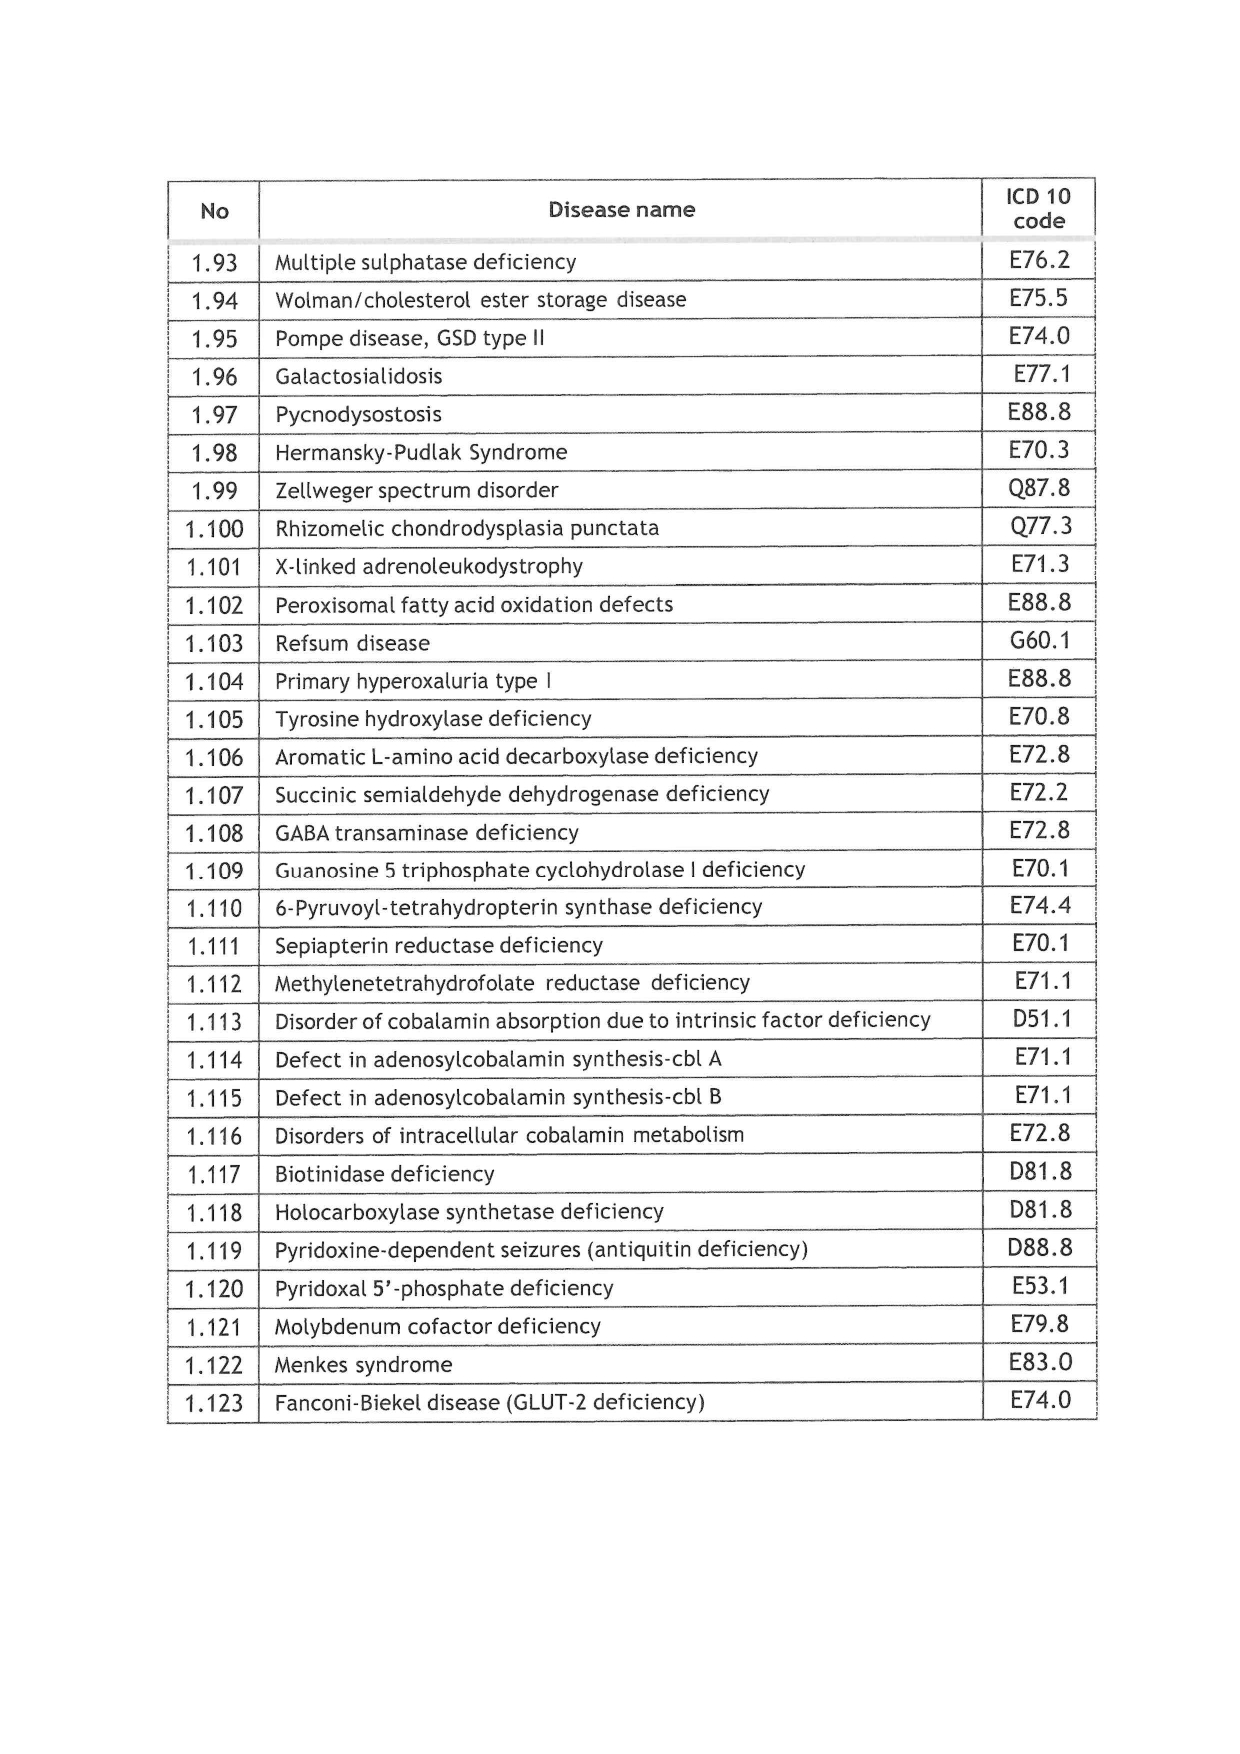 No Disease name ICD 10 code
1.93 Multiple sulphatase deficiency E76.2
1.94 Wolman/cholesterol ester storage disease E75.5
1.95 Pompe disease, GSD type II E74.0
1.96 Galactosialidosis E77.1
1.97 Pycnodysostosis E88.8
1.98 Hermansky-Pudlak Syndrome E70.3
1.99 Zellweger spectrum disorder Q87.8
1.100 Rhizomelic chondrodysplasia punctata Q77.3
1.101 X-linked adrenoleukodystrophy E71.3
1.102 Peroxisomal fatty acid oxidation defects E88.8
1.103 Refsum disease G60.1
1.104 Primary hyperoxaluria type I E88.8
1.105 Tyrosine hydroxylase deficiency E70.8
1.106 Aromatic L-amino acid decarboxylase deficiency E72.8
1.107 Succinic semialdehyde dehydrogenase deficiency E72.2
1.108 GABA transaminase deficiency E72.8
1.109 Guanosine 5 triphosphate cyclohydrolase I deficiency E70.1
1.110 6-Pyruvoyl-tetrahydropterin synthase deficiency E74.4
1.111 Sepiapterin reductase deficiency E70.1
1.112 Methylenetetrahydrofolate reductase deficiency E71.1
1.113 Disorder of cobalamin absorption due to intrinsic factor deficiency D51.1
1.114 Defect in adenosylcobalamin synthesis-cbl A E71.1
1.115 Defect in adenosylcobalamin synthesis-cbl B E71.1
1.116 Disorders of intracellular cobalamin metabolism E72.8
1.117 Biotinidase deficiency D81.8
1.118 Holocarboxylase synthetase deficiency D81.8
1.119 Pyridoxine-dependent seizures (antiquitin deficiency) D88.8
1.120 Pyridoxal 5'-phosphate deficiency E53.1
1.121 Molybdenum cofactor deficiency E79.8
1.122 Menkes syndrome E83.0
1.123 Fanconi-Biekel disease (GLUT-2 deficiency) E74.0